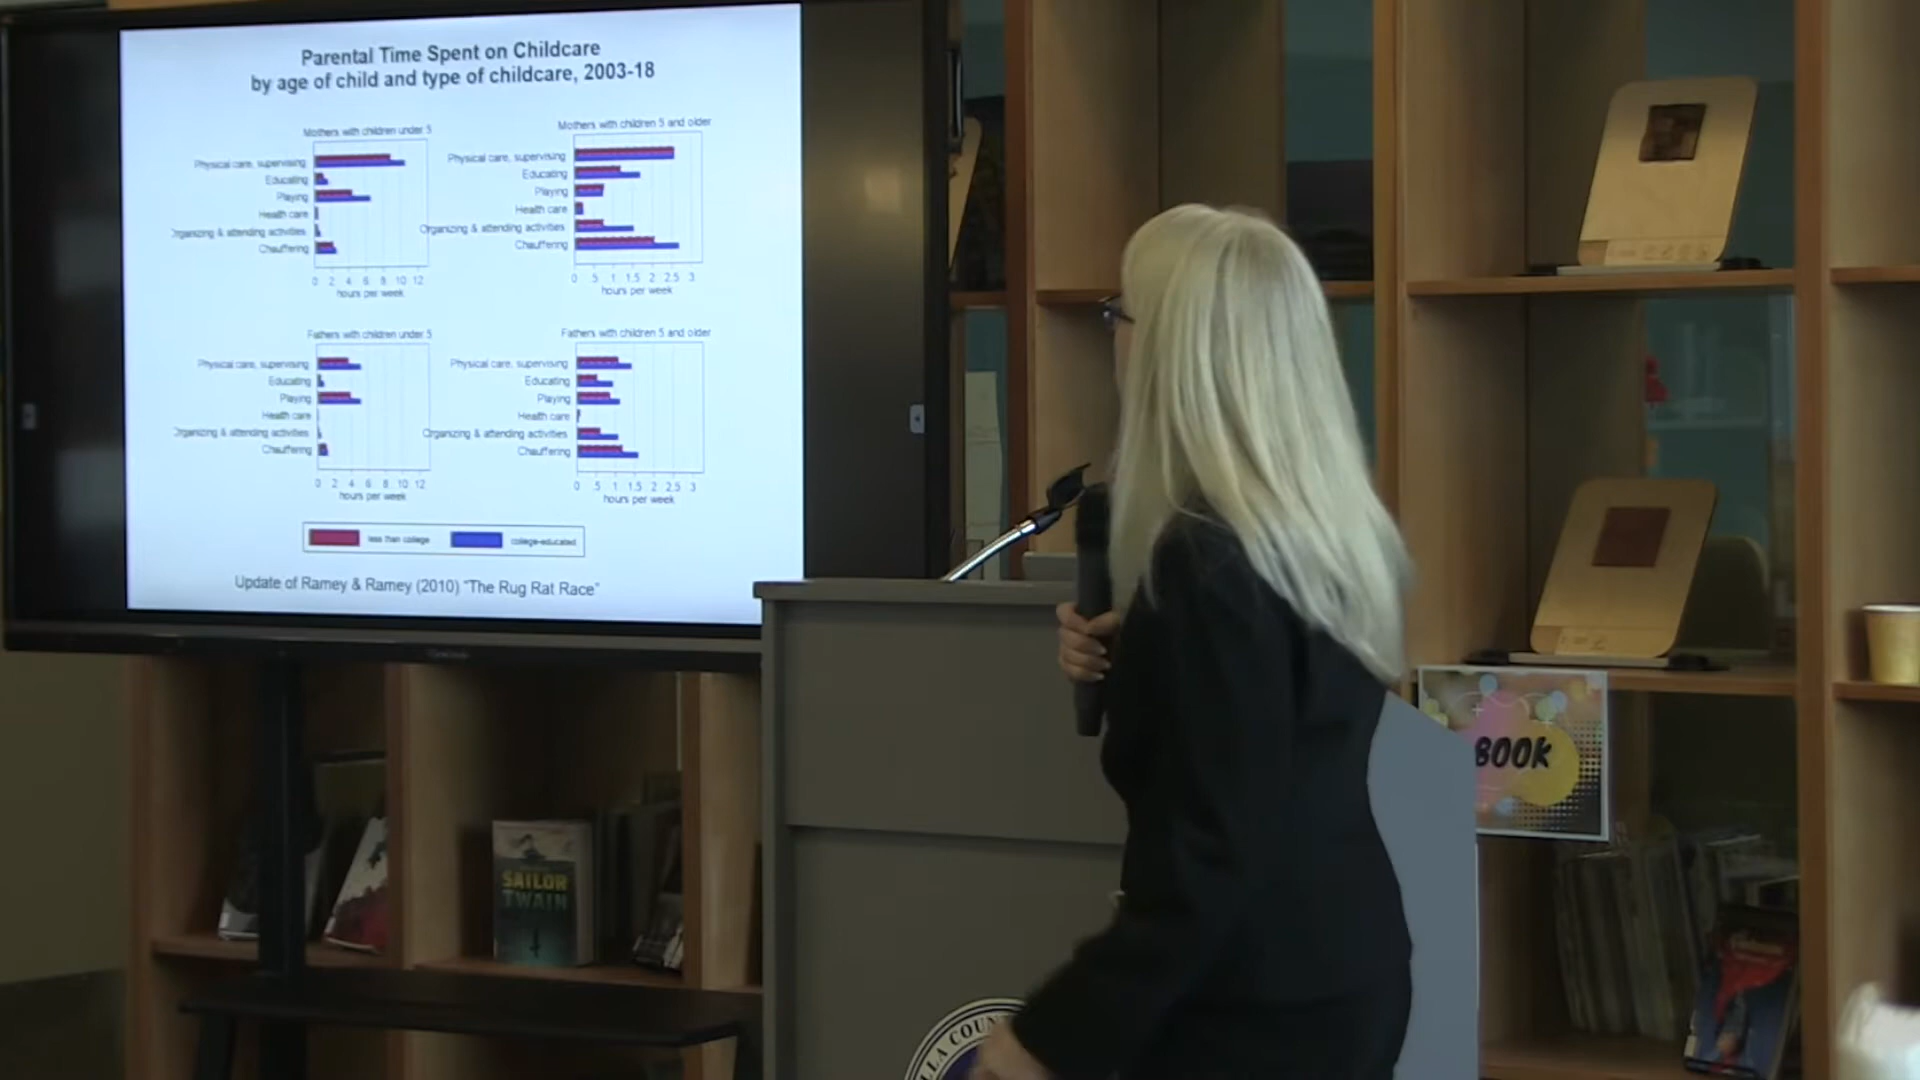 Parental Time Spent on Childcare
by age of child and type of childcare, 2003-18
Mothers with children under 5
Physical care, supervising
Educating
Playing
Health care
Organizing & attending activities
Chauffering
0 2 4 6 8 10 12
hours per week
Mothers with children 5 and older
Physical care, supervising
Educating
Playing
Health care
Organizing & attending activities
Chauffering
0 .5 1 1.5 2 2.5 3
hours per week
Fathers with children under 5
Physical care, supervising
Educating
Playing
Health care
Organizing & attending activities
Chauffering
0 2 4 6 8 10 12
hours per week
Fathers with children 5 and older
Physical care, supervising
Educating
Playing
Health care
Organizing & attending activities
Chauffering
0 .5 1 1.5 2 2.5 3
hours per week
less than college
college-educated
Update of Ramey & Ramey (2010) "The Rug Rat Race"
SAILOR
TWAIN
BOOK
LLA COUN